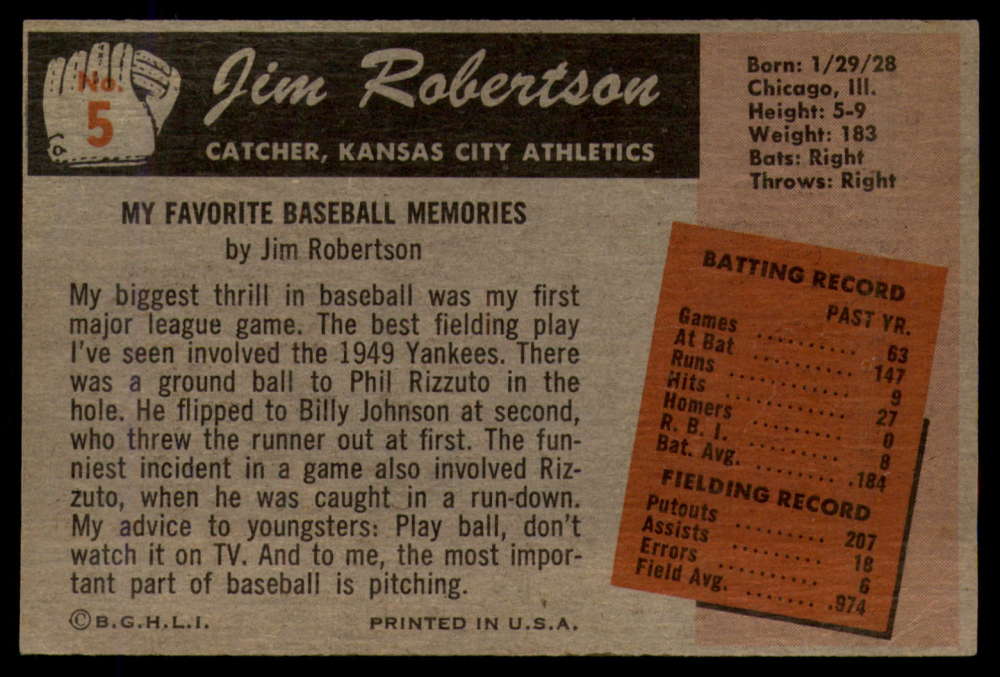 No.
5
Jim Robertson
CATCHER, KANSAS CITY ATHLETICS
Born: 1/29/28
Chicago, Ill.
Height: 5-9
Weight: 183
Bats: Right
Throws: Right
MY FAVORITE BASEBALL MEMORIES
by Jim Robertson
My biggest thrill in baseball was my first
major league game. The best fielding play
I've seen involved the 1949 Yankees. There
was a ground ball to Phil Rizzuto in the
hole. He flipped to Billy Johnson at second,
who threw the runner out at first. The fun-
niest incident in a game also involved Riz-
zuto, when he was caught in a run-down.
My advice to youngsters: Play ball, don't
watch it on TV. And to me, the most impor-
tant part of baseball is pitching.
©B.G.H.L.I.
PRINTED IN U.S.A.
BATTING RECORD
PAST YR.
Games .......... 63
At Bat .......... 147
Runs .......... 9
Hits .......... 27
Homers .......... 0
R. B. I. .......... 8
Bat. Avg. ........ .184
FIELDING RECORD
Putouts ......... 207
Assists ......... 18
Errors .......... 6
Field Avg. ........ .974